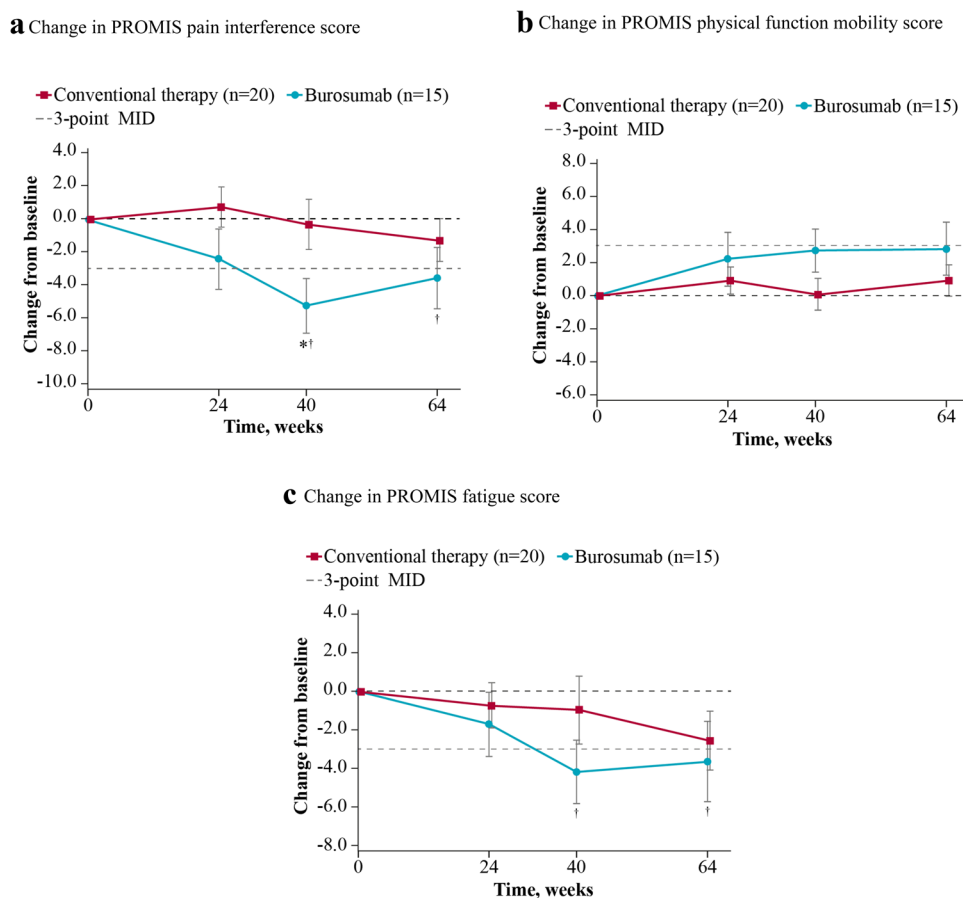 a Change in PROMIS pain interference score
Conventional therapy (n=20) Burosumab (n=15)
3-point MID
Change from baseline
4.0
2.0
0.0
-2.0
-4.0
-6.0
-8.0
-10.0
*†
†
0 24 40 64
Time, weeks
b Change in PROMIS physical function mobility score
Conventional therapy (n=20) Burosumab (n=15)
3-point MID
Change from baseline
8.0
6.0
4.0
2.0
0.0
-2.0
-4.0
-6.0
0 24 40 64
Time, weeks
c Change in PROMIS fatigue score
Conventional therapy (n=20) Burosumab (n=15)
3-point MID
Change from baseline
4.0
2.0
0.0
-2.0
-4.0
-6.0
-8.0
† †
0 24 40 64
Time, weeks